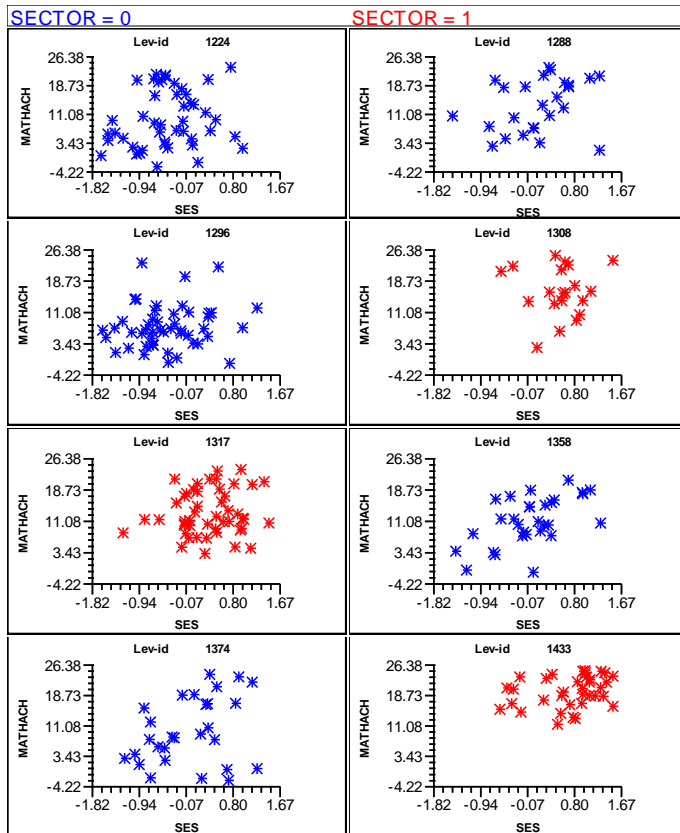 SECTOR = 0 SECTOR = 1
Lev-id 1224
MATHACH
26.38
18.73
11.08
3.43
-4.22
-1.82 -0.94 -0.07 0.80 1.67
SES
Lev-id 1288
MATHACH
26.38
18.73
11.08
3.43
-4.22
-1.82 -0.94 -0.07 0.80 1.67
SES
Lev-id 1296
MATHACH
26.38
18.73
11.08
3.43
-4.22
-1.82 -0.94 -0.07 0.80 1.67
SES
Lev-id 1308
MATHACH
26.38
18.73
11.08
3.43
-4.22
-1.82 -0.94 -0.07 0.80 1.67
SES
Lev-id 1317
MATHACH
26.38
18.73
11.08
3.43
-4.22
-1.82 -0.94 -0.07 0.80 1.67
SES
Lev-id 1358
MATHACH
26.38
18.73
11.08
3.43
-4.22
-1.82 -0.94 -0.07 0.80 1.67
SES
Lev-id 1374
MATHACH
26.38
18.73
11.08
3.43
-4.22
-1.82 -0.94 -0.07 0.80 1.67
SES
Lev-id 1433
MATHACH
26.38
18.73
11.08
3.43
-4.22
-1.82 -0.94 -0.07 0.80 1.67
SES